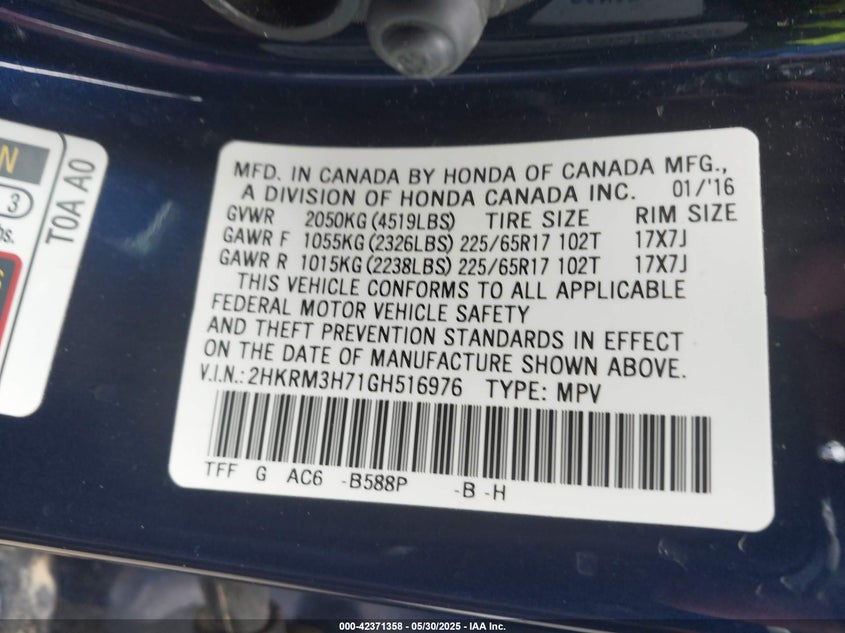 MFD. IN CANADA BY HONDA OF CANADA MFG.,
A DIVISION OF HONDA CANADA INC. 01/'16
GVWR 2050KG (4519LBS) TIRE SIZE RIM SIZE
GAWR F 1055KG (2326LBS) 225/65R17 102T 17X7J
GAWR R 1015KG (2238LBS) 225/65R17 102T 17X7J
THIS VEHICLE CONFORMS TO ALL APPLICABLE
FEDERAL MOTOR VEHICLE SAFETY
AND THEFT PREVENTION STANDARDS IN EFFECT
ON THE DATE OF MANUFACTURE SHOWN ABOVE.
V.I.N.: 2HKRM3H71GH516976 TYPE: MPV
TFF G AC6 -B588P -B -H
N
3
bs.
T0A A0
000-42371358 - 05/30/2025 - IAA Inc.